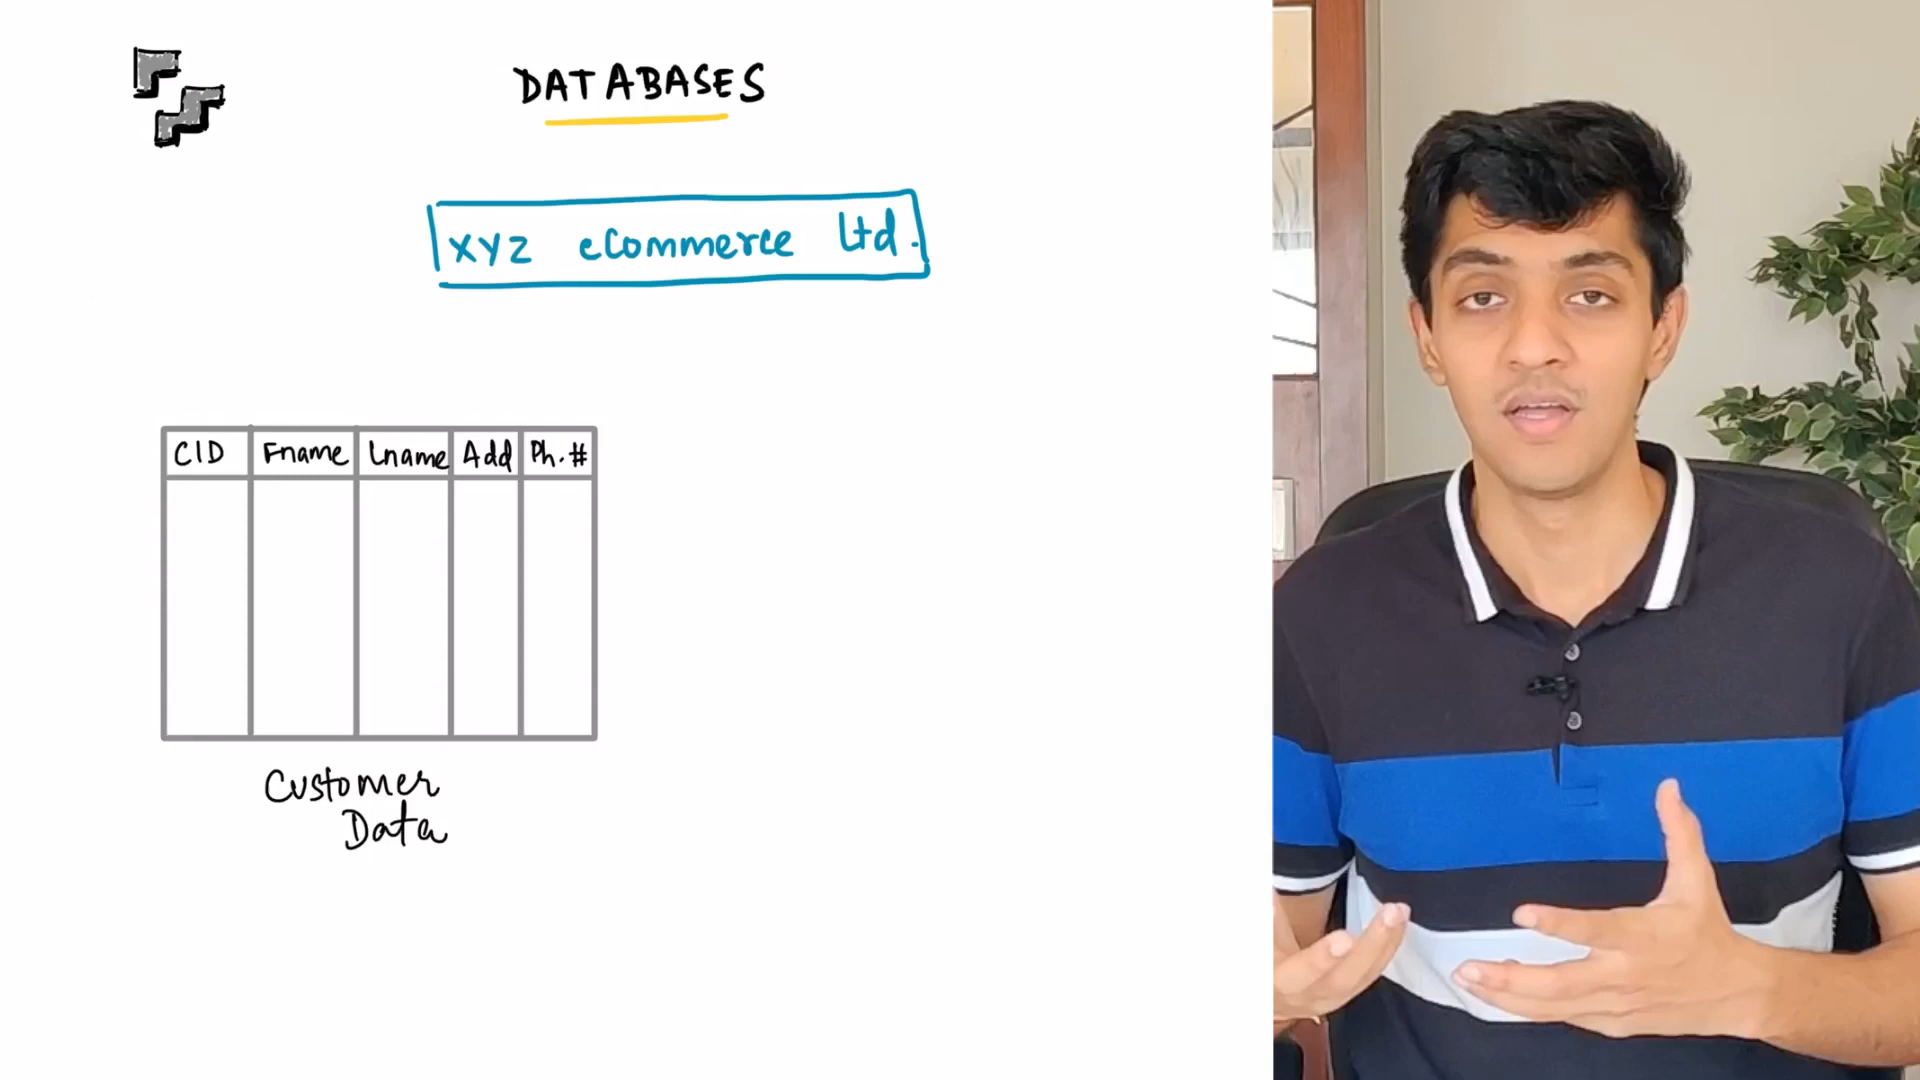 DATABASES
xyz eCommerce Ltd.
CID Fname Lname Add Ph.#
Customer
Data